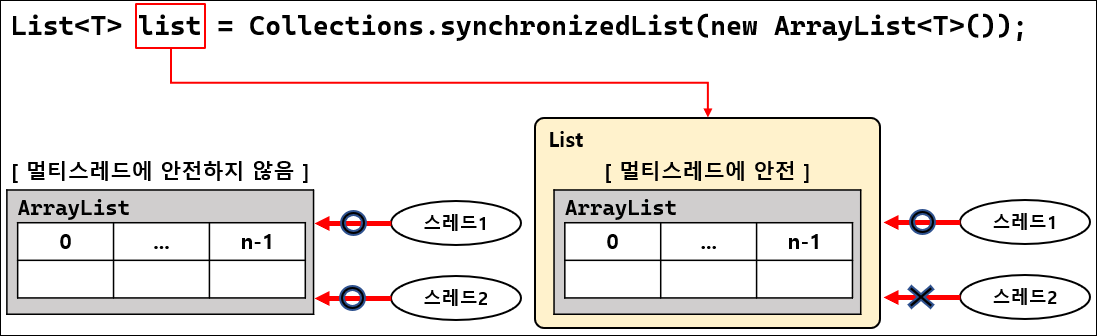 List<T> list = Collections.synchronizedList(new ArrayList<T>());
[ 멀티스레드에 안전하지 않음 ]
ArrayList
0 ... n-1
스레드1
스레드2
List
[ 멀티스레드에 안전 ]
ArrayList
0 ... n-1
스레드1
스레드2